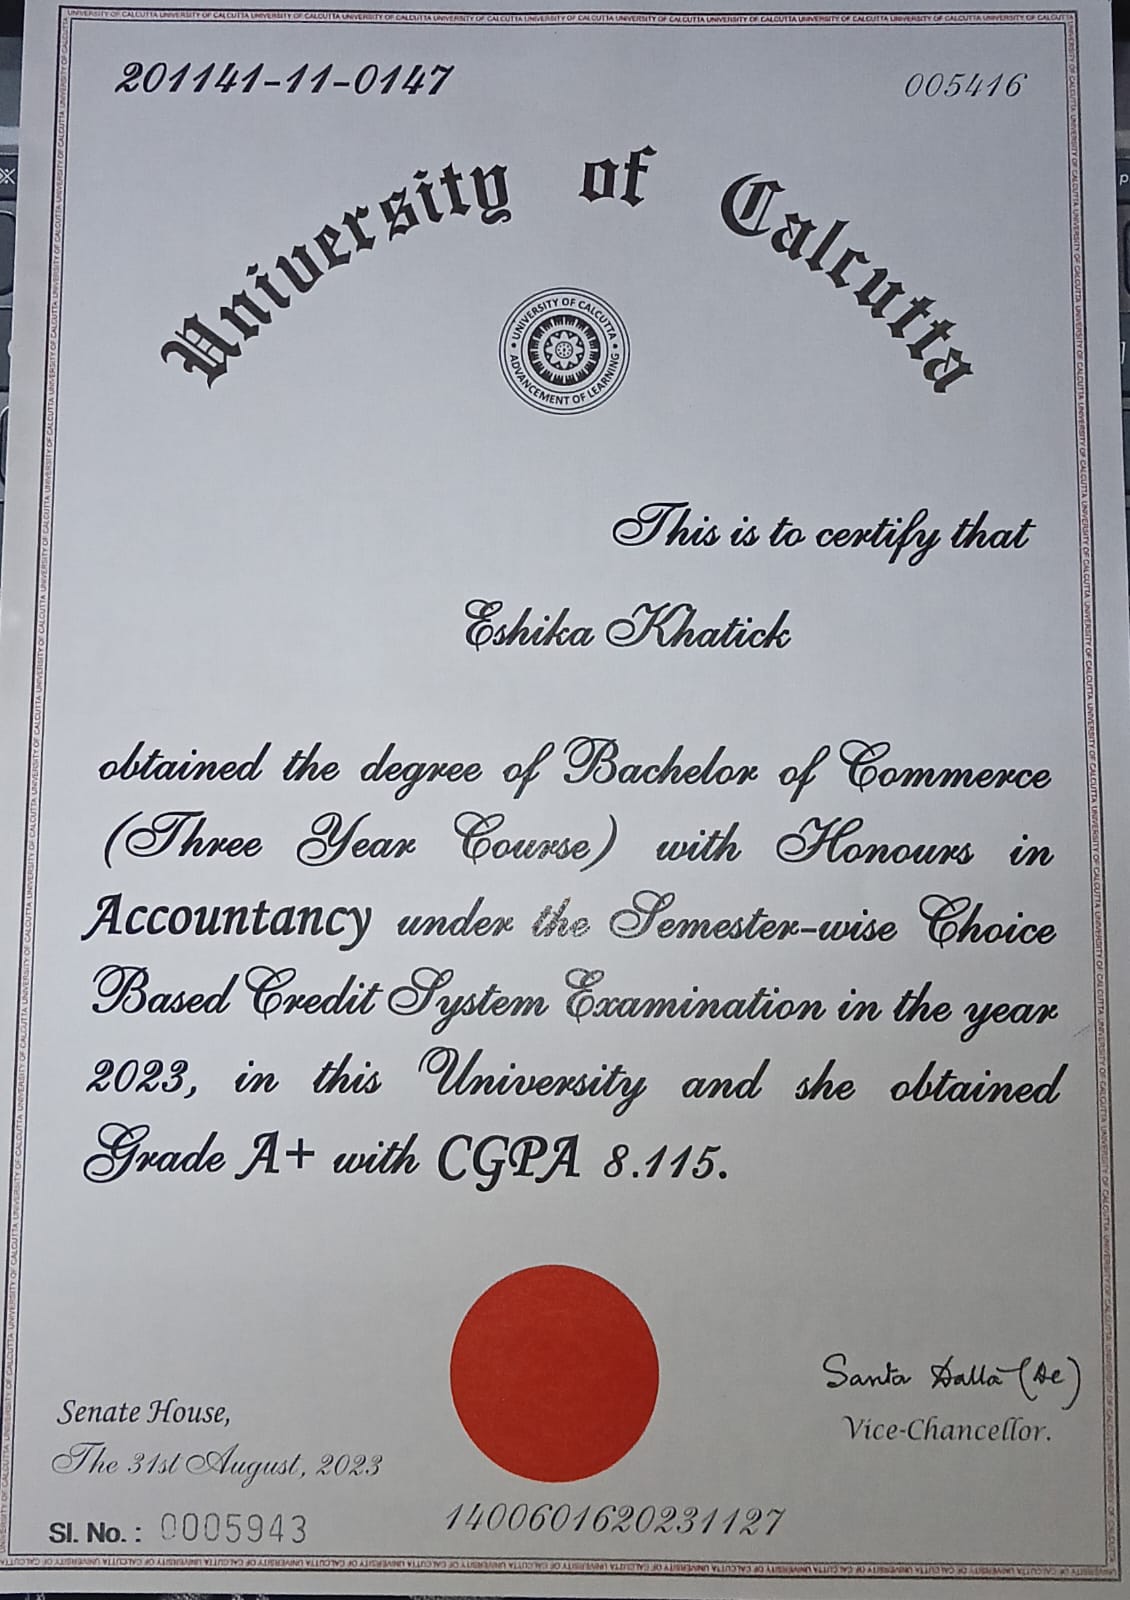 201141-11-0147
005416
University of Calcutta
UNIVERSITY OF CALCUTTA
ADVANCEMENT OF LEARNING
This is to certify that
Eshika Khatick
obtained the degree of Bachelor of Commerce
(Three Year Course) with Honours in
Accountancy under the Semester-wise Choice
Based Credit System Examination in the year
2023, in this University and she obtained
Grade A+ with CGPA 8.115.
Santa Datta (De)
Vice-Chancellor.
Senate House,
The 31st August, 2023
Sl. No. : 0005943
1400601620231127